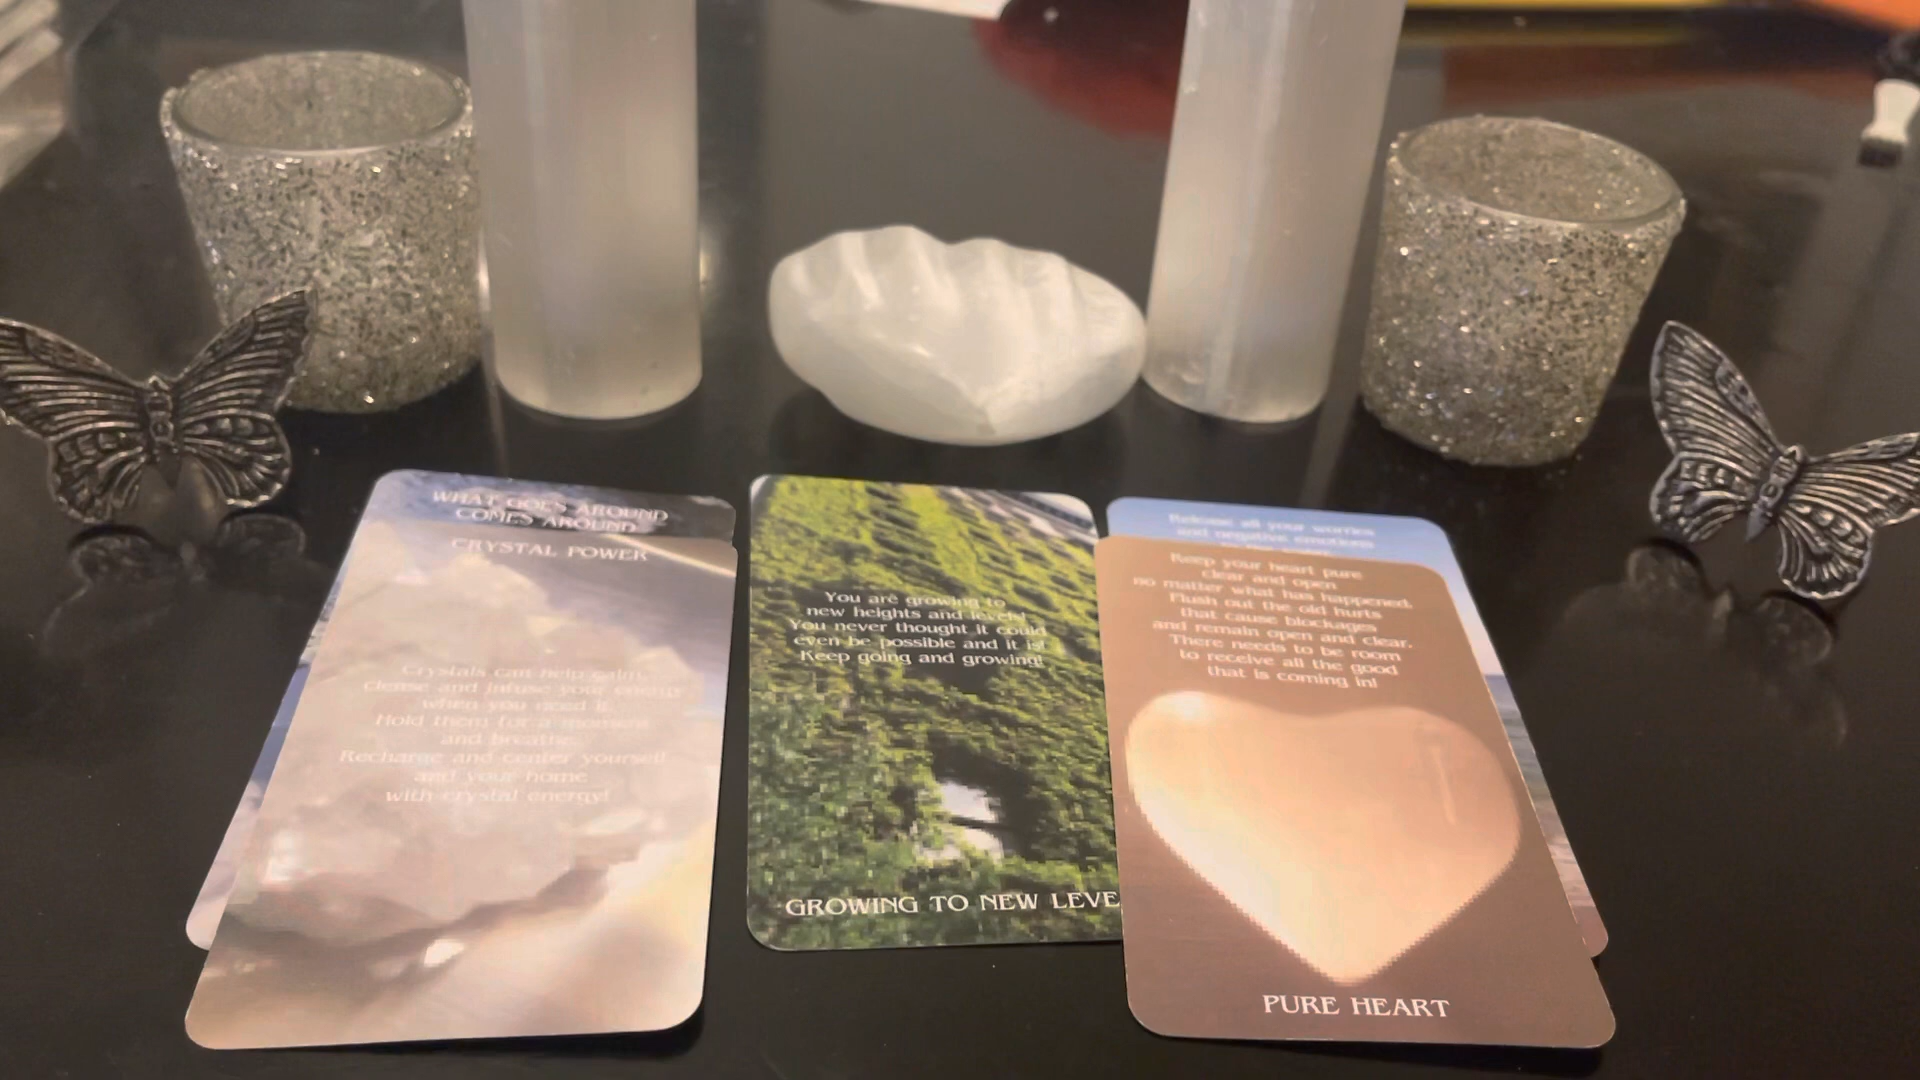 WHAT GOES AROUND
COMES AROUND
CRYSTAL POWER
Crystals can help calm,
cleanse and infuse your energy
when you need it.
Hold them for a moment
and breathe.
Recharge and center yourself
and your home
with crystal energy!
You are growing to
new heights and levels!
You never thought it could
even be possible and it is!
Keep going and growing!
GROWING TO NEW LEVE
Release all your worries
and negative emotions
Keep your heart pure
clear and open
no matter what has happened.
Flush out the old hurts
that cause blockages
and remain open and clear.
There needs to be room
to receive all the good
that is coming in!
PURE HEART